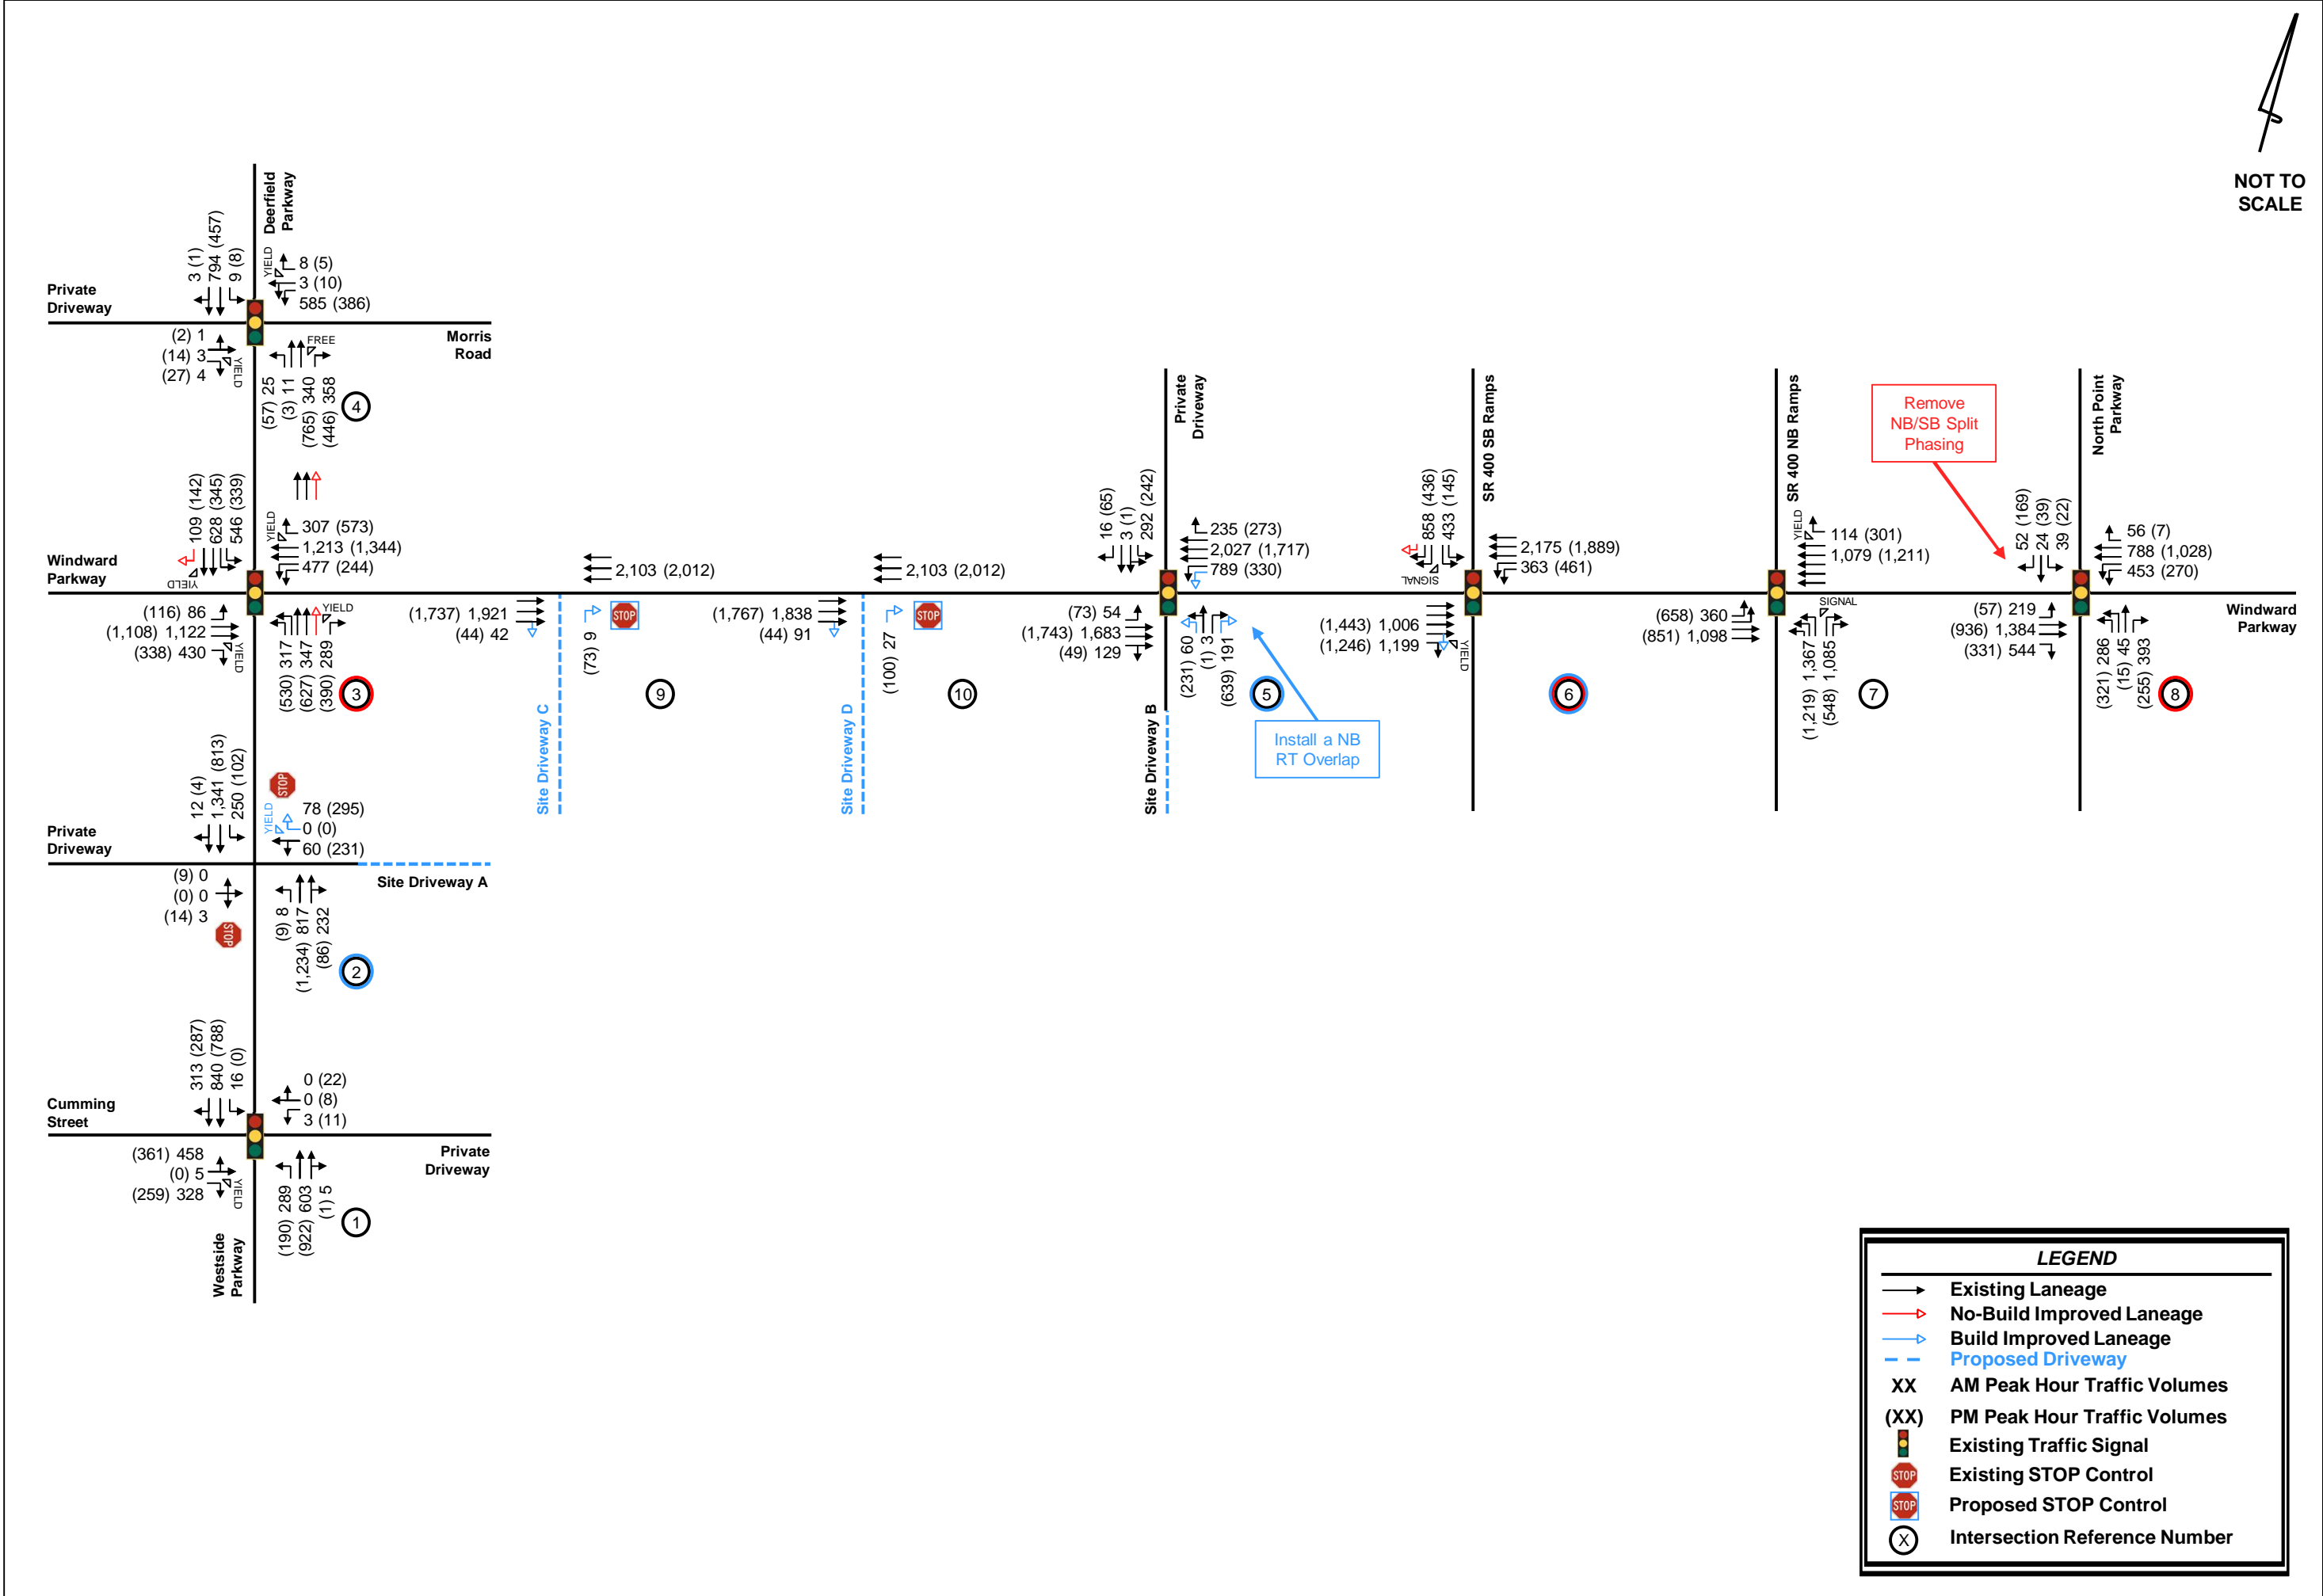 NOT TO
SCALE
Deerfield
Parkway
3 (1)
794 (457)
9 (8)
YIELD
8 (5)
3 (10)
585 (386)
Private
Driveway
Morris
Road
(2) 1
(14) 3
(27) 4
YIELD
FREE
(57) 25
(3) 11
(765) 340
(446) 358
4
109 (142)
628 (345)
546 (339)
YIELD
YIELD
307 (573)
1,213 (1,344)
477 (244)
Windward
Parkway
(116) 86
(1,108) 1,122
(338) 430
YIELD
YIELD
(530) 317
(627) 347
(390) 289
3
2,103 (2,012)
(1,737) 1,921
(44) 42
STOP
(73) 9
9
Site Driveway C
2,103 (2,012)
(1,767) 1,838
(44) 91
STOP
(100) 27
10
Site Driveway D
Private
Driveway
16 (65)
3 (1)
292 (242)
235 (273)
2,027 (1,717)
789 (330)
(73) 54
(1,743) 1,683
(49) 129
(231) 60
(1) 3
(639) 191
5
Site Driveway B
Install a NB
RT Overlap
SR 400 SB Ramps
858 (436)
433 (145)
SIGNAL
2,175 (1,889)
363 (461)
(1,443) 1,006
(1,246) 1,199
YIELD
6
SR 400 NB Ramps
YIELD
114 (301)
1,079 (1,211)
(658) 360
(851) 1,098
SIGNAL
(1,219) 1,367
(548) 1,085
7
Remove
NB/SB Split
Phasing
North Point
Parkway
52 (169)
24 (39)
39 (22)
56 (7)
788 (1,028)
453 (270)
(57) 219
(936) 1,384
(331) 544
(321) 286
(15) 45
(255) 393
8
Windward
Parkway
12 (4)
1,341 (813)
250 (102)
STOP
YIELD
78 (295)
0 (0)
60 (231)
Private
Driveway
Site Driveway A
(9) 0
(0) 0
(14) 3
STOP
(9) 8
(1,234) 817
(86) 232
2
313 (287)
840 (788)
16 (0)
0 (22)
0 (8)
3 (11)
Cumming
Street
Private
Driveway
(361) 458
(0) 5
(259) 328
YIELD
(190) 289
(922) 603
(1) 5
1
Westside
Parkway
LEGEND
Existing Laneage
No-Build Improved Laneage
Build Improved Laneage
Proposed Driveway
XX AM Peak Hour Traffic Volumes
(XX) PM Peak Hour Traffic Volumes
Existing Traffic Signal
STOP Existing STOP Control
STOP Proposed STOP Control
X Intersection Reference Number